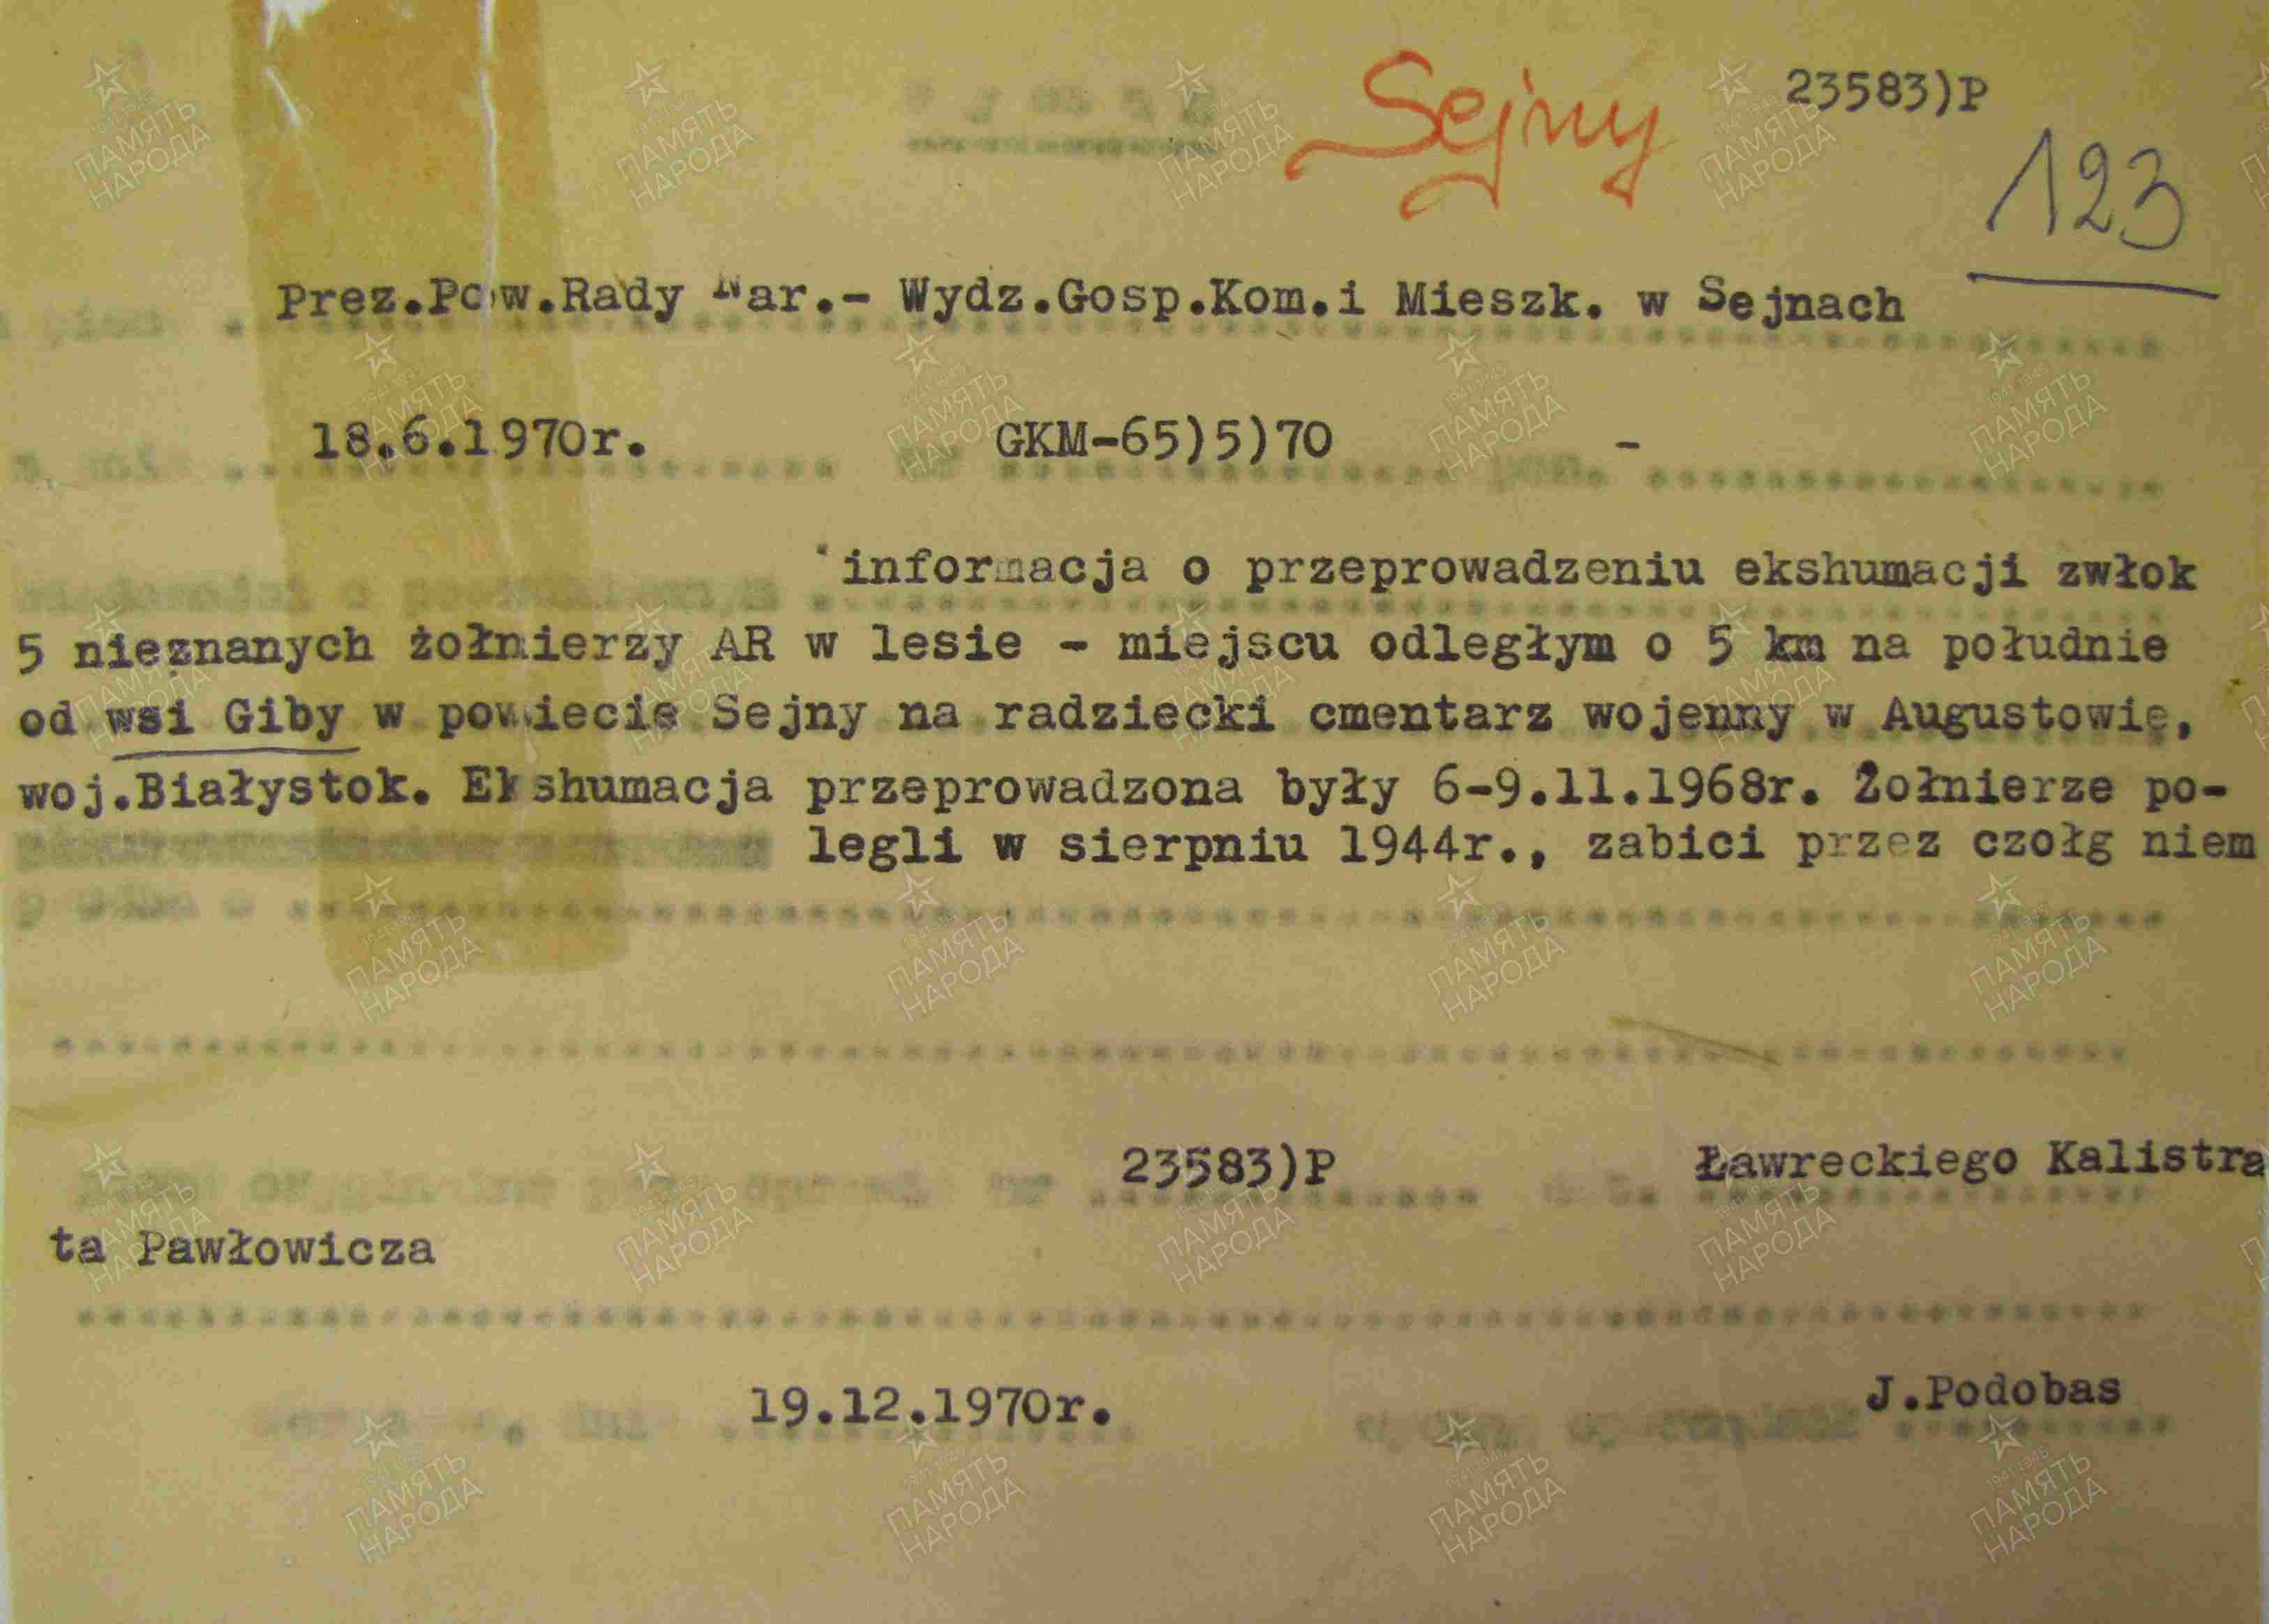 Sejny
23583)P
123
Prez.Pow.Rady Nar.- Wydz.Gosp.Kom.i Mieszk. w Sejnach
18.6.1970r. GKM-65)5)70 pozn. -
informacja o przeprowadzeniu ekshumacji zwłok
5 nieznanych żołnierzy AR w lesie - miejscu odległym o 5 km na południe
od wsi Giby w powiecie Sejny na radziecki cmentarz wojenny w Augustowie,
woj.Białystok. Ekshumacja przeprowadzona były 6-9.11.1968r. Żołnierze po-
legli w sierpniu 1944r., zabici przez czołg niem
23583)P Ławreckiego Kalistra
ta Pawłowicza
19.12.1970r. J.Podobas
ПАМЯТЬ НАРОДА